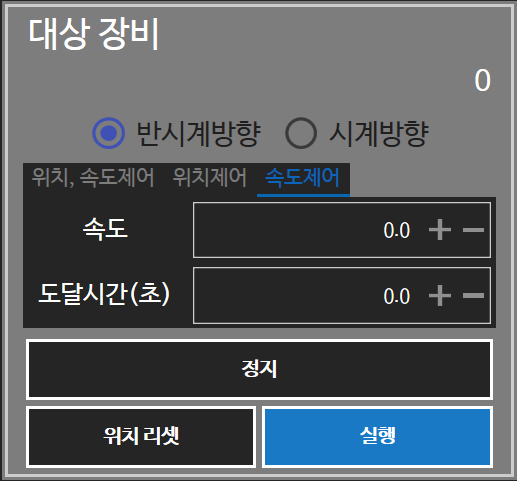 대상 장비
0
반시계방향 시계방향
위치, 속도제어 위치제어 속도제어
속도 0.0
도달시간(초) 0.0
정지
위치 리셋 실행